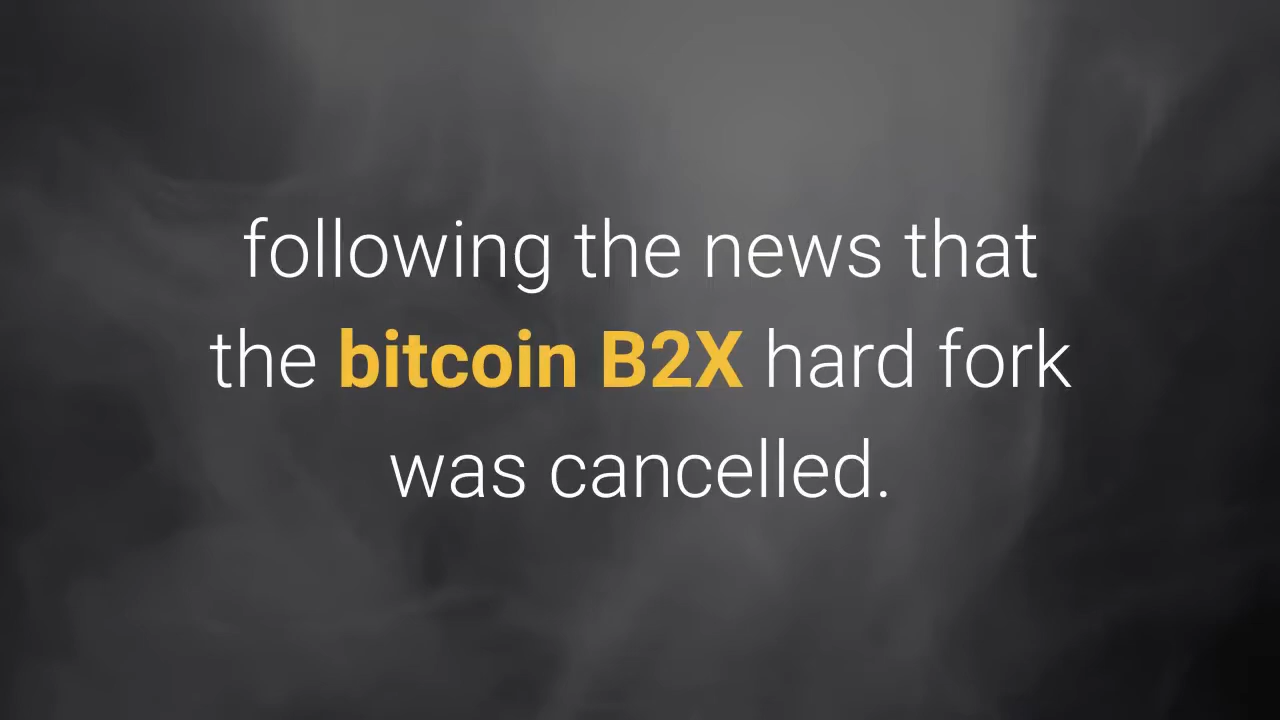 following the news that
the bitcoin B2X hard fork
was cancelled.